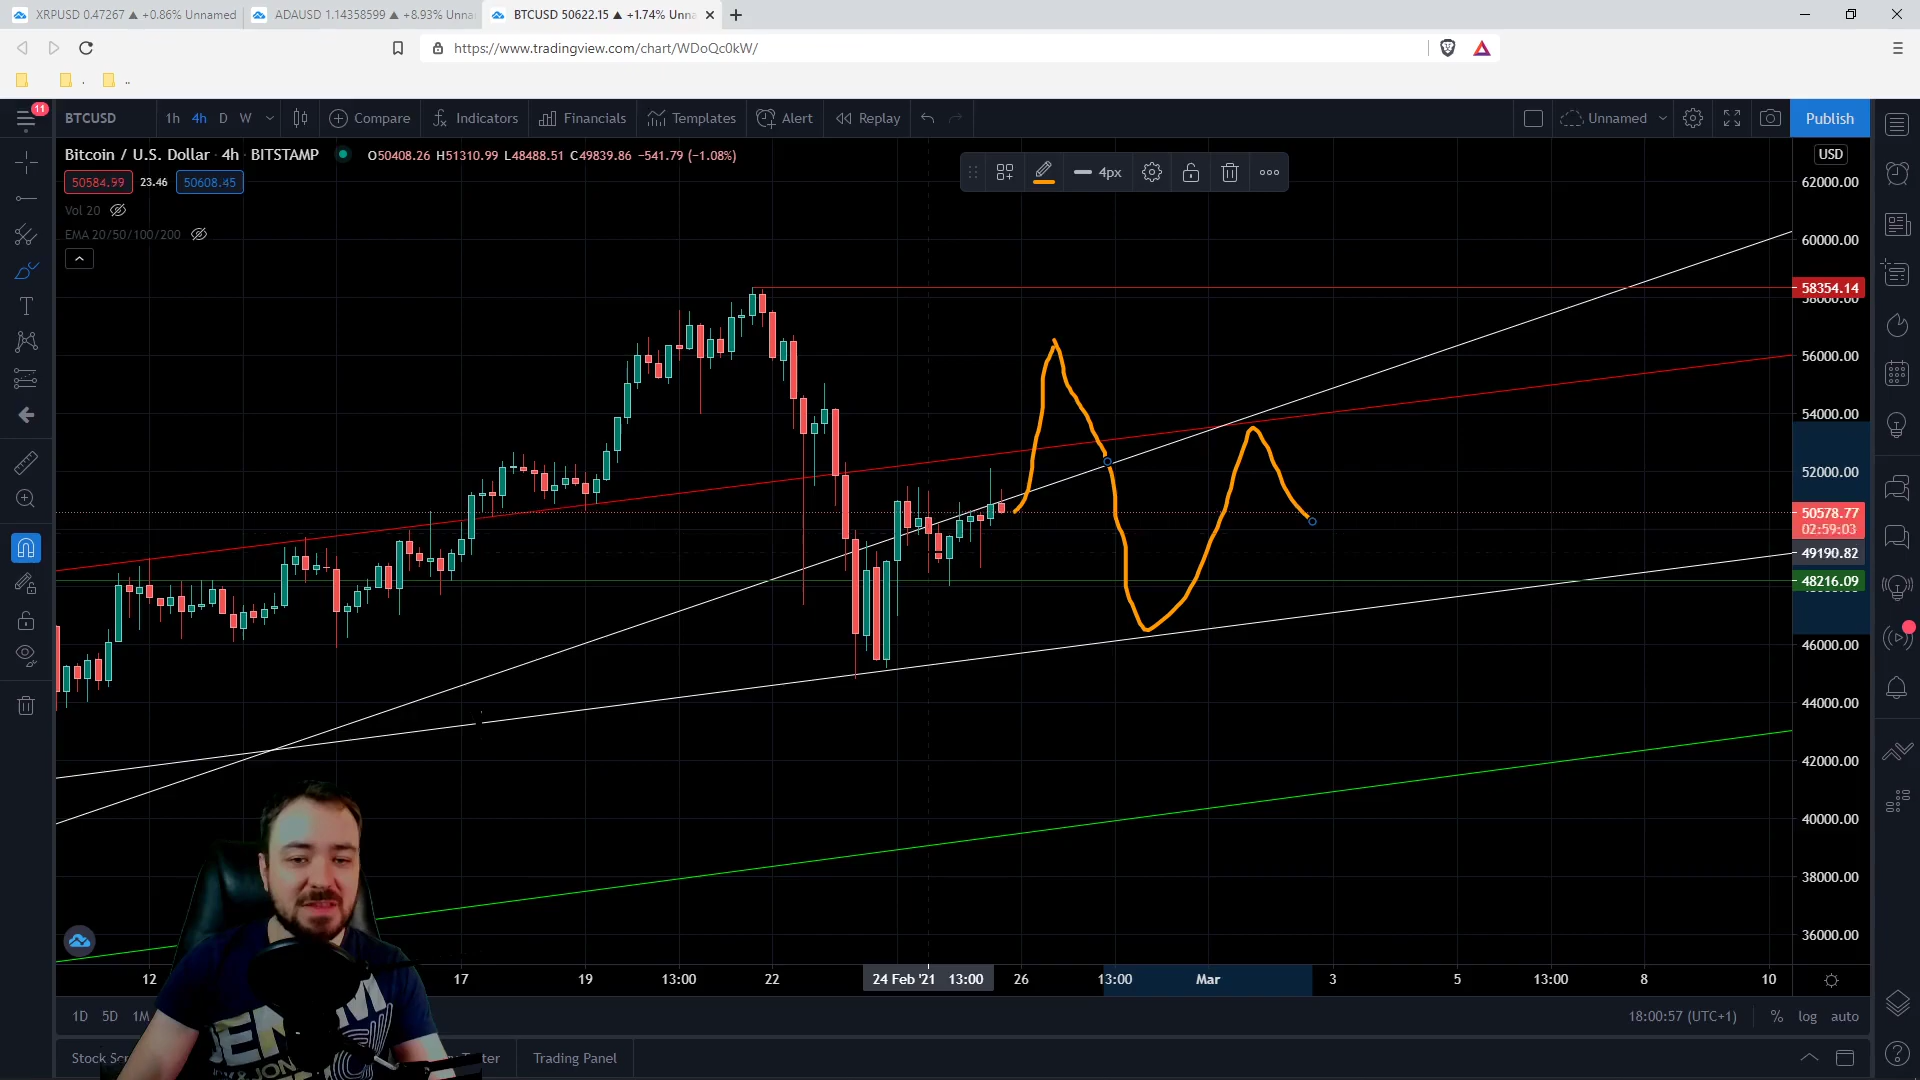 XRPUSD 0.47267 ▲ +0.86% Unnamed
ADAUSD 1.14358599 ▲ +8.93%
BTCUSD 50622.15 ▲ +1.74%
https://www.tradingview.com/chart/WDoQc0kW/
11
BTCUSD 1h 4h D W Compare Indicators Financials Templates Alert Replay Unnamed Publish
Bitcoin / U.S. Dollar · 4h · BITSTAMP O50408.26 H51310.99 L48488.51 C49839.86 −541.79 (−1.08%)
50584.99 23.46 50608.45
Vol 20
EMA 20/50/100/200
4px
USD
62000.00
60000.00
58354.14
58000.00
56000.00
54000.00
52000.00
50578.77
02:59:03
49190.82
48216.09
46000.00
44000.00
42000.00
40000.00
38000.00
36000.00
12 17 19 13:00 22 24 Feb '21 13:00 26 13:00 Mar 3 5 13:00 8 10
1D 5D 1M 18:00:57 (UTC+1) % log auto
Stock Trading Panel